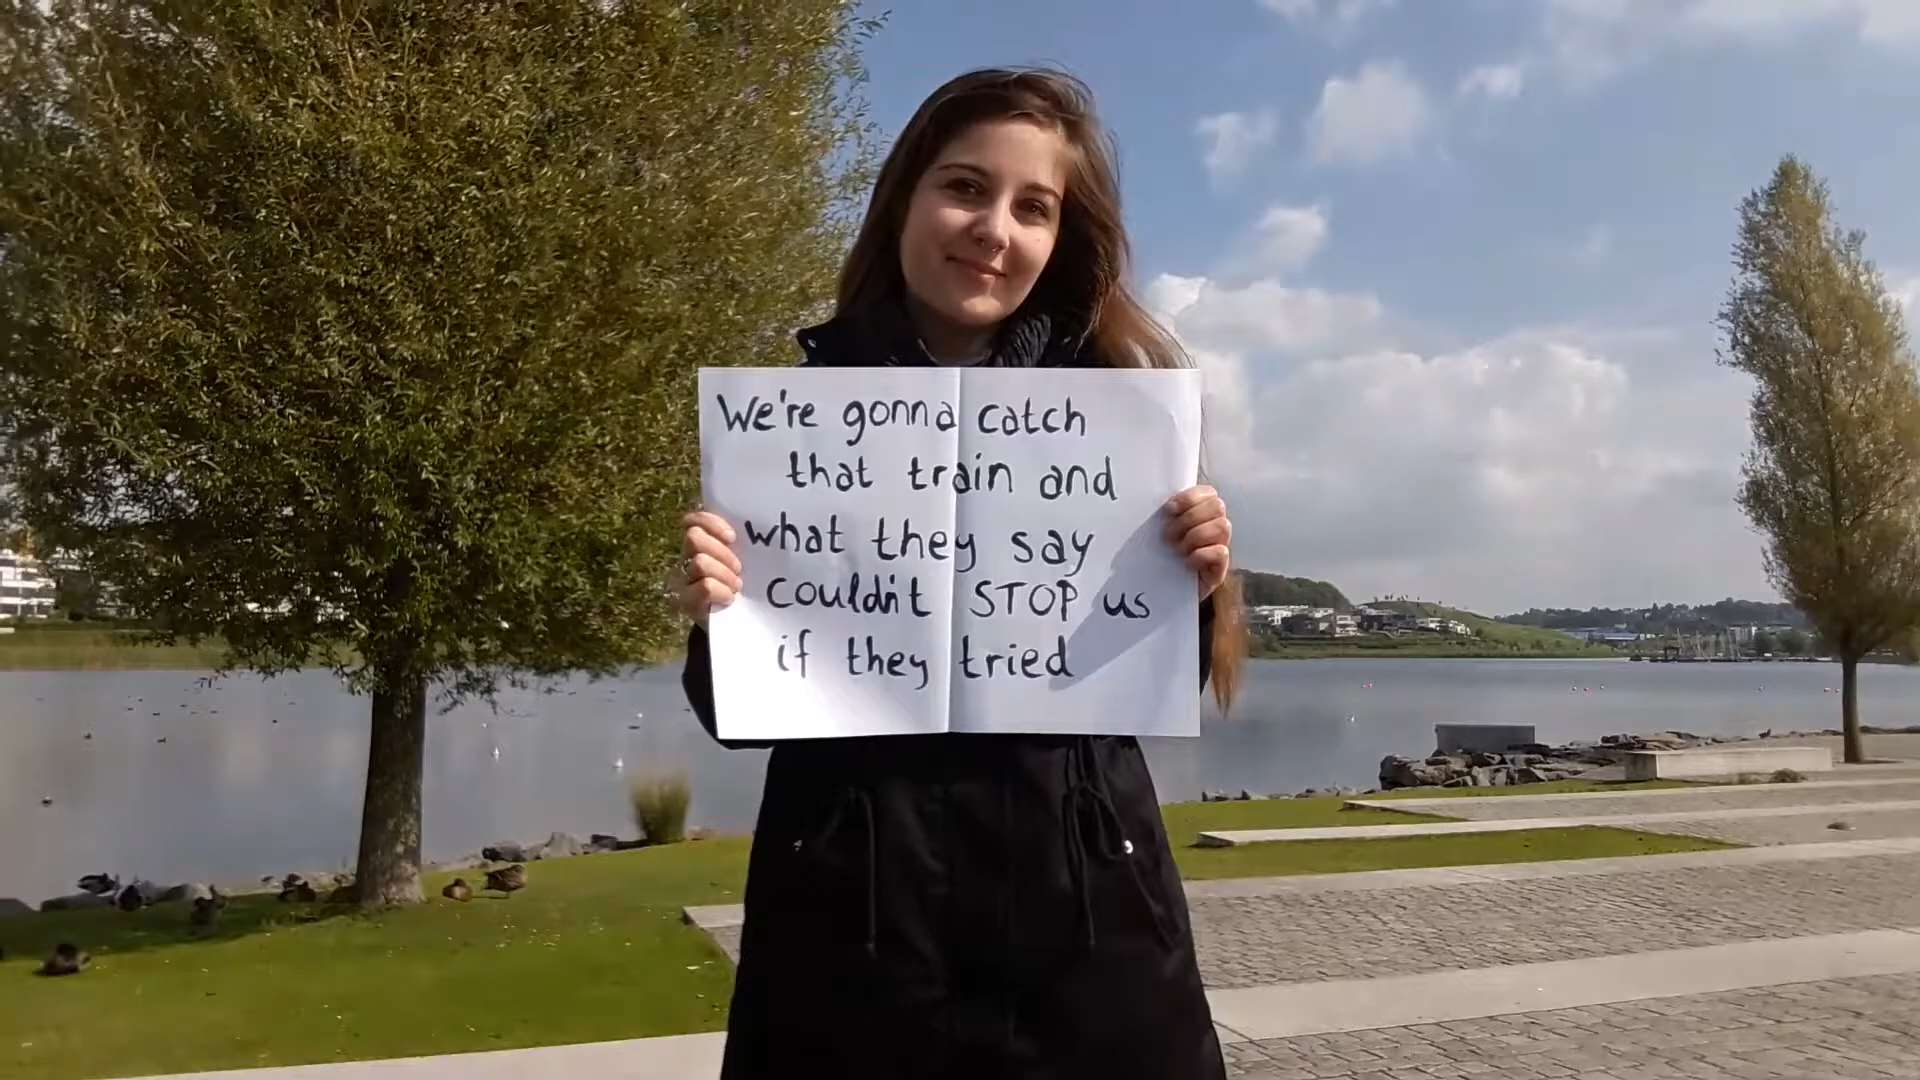 We're gonna catch
that train and
what they say
couldn't STOP us
if they tried